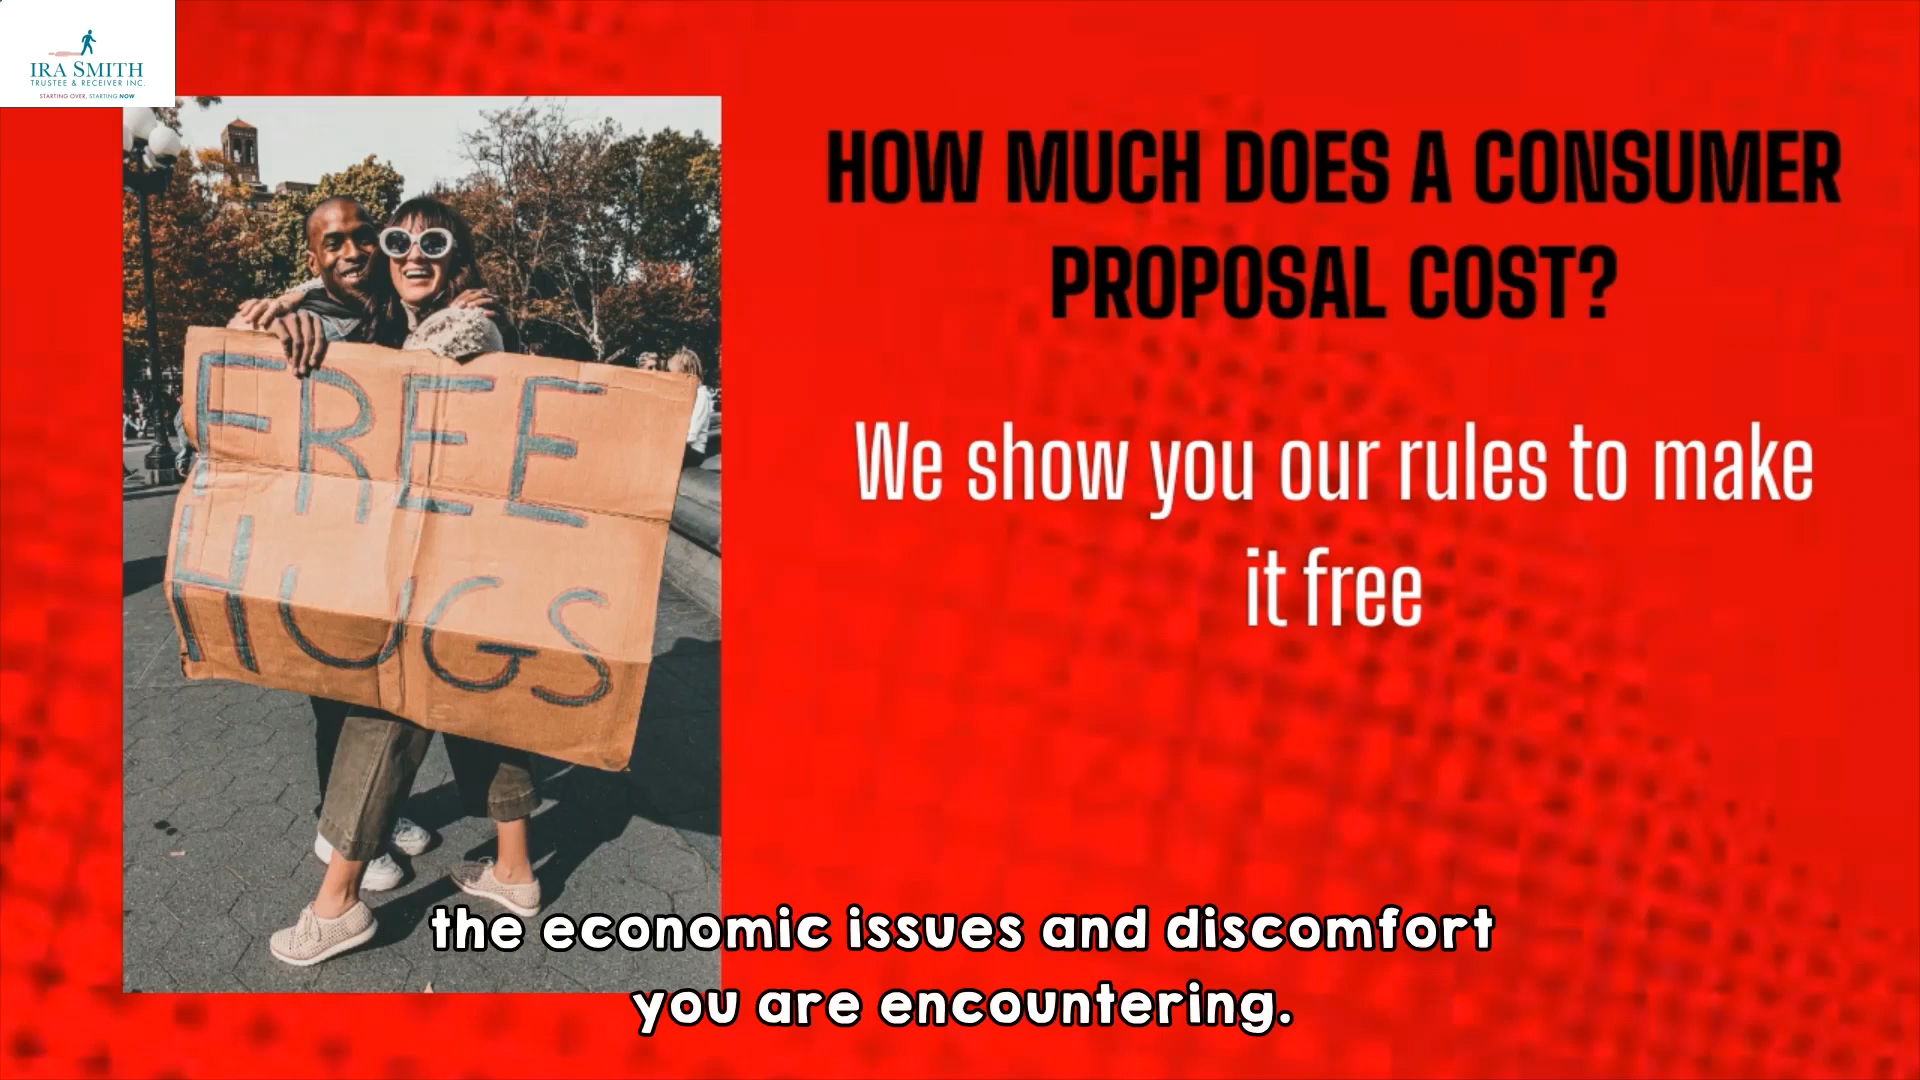 IRA SMITH
TRUSTEE & RECEIVER INC.
STARTING OVER, STARTING NOW
HOW MUCH DOES A CONSUMER
PROPOSAL COST?
We show you our rules to make
it free
FREE
HUGS
the economic issues and discomfort
you are encountering.